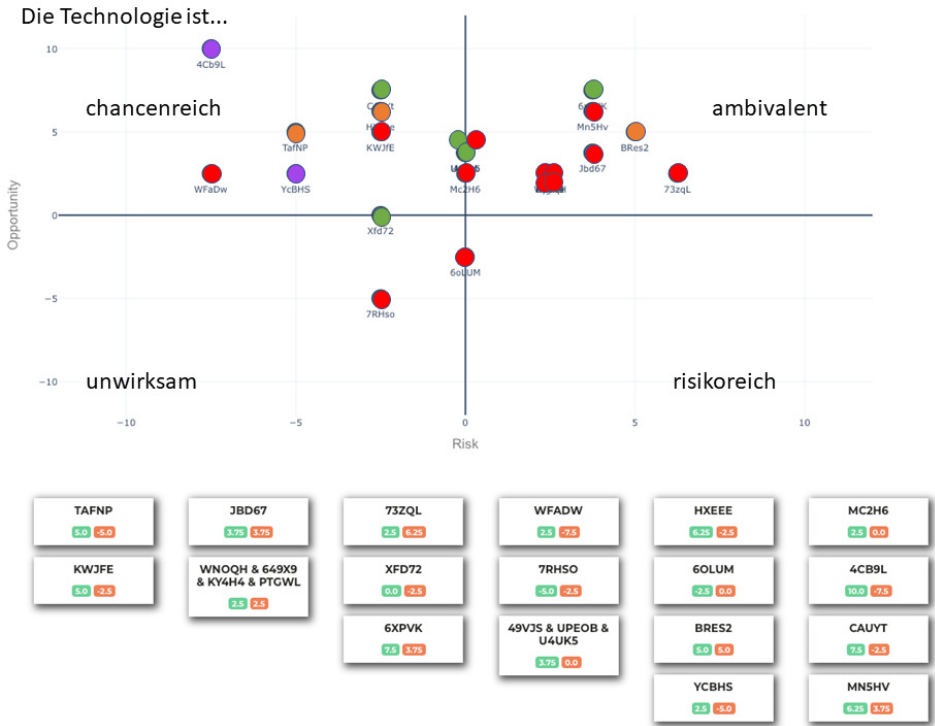 Die Technologie ist...
10
4Cb9L
chancenreich
ambivalent
Mn5Hv
5
TafNP
KWJfE
BRes2
Jbd67
WFaDw
YcBHS
Mc2H6
73zqL
Opportunity
0
Xfd72
6oLUM
−5
7RHso
−10
unwirksam
risikoreich
−10
−5
0
5
10
Risk
TAFNP
5.0 -5.0
JBD67
3.75 3.75
73ZQL
2.5 6.25
WFADW
2.5 -7.5
HXEEE
6.25 -2.5
MC2H6
2.5 0.0
KWJFE
5.0 -2.5
WNOQH & 649X9
& KY4H4 & PTGWL
2.5 2.5
XFD72
0.0 -2.5
7RHSO
-5.0 -2.5
6OLUM
-2.5 0.0
4CB9L
10.0 -7.5
6XPVK
7.5 3.75
49VJS & UPEOB &
U4UK5
3.75 0.0
BRES2
5.0 5.0
CAUYT
7.5 -2.5
YCBHS
2.5 -5.0
MN5HV
6.25 3.75